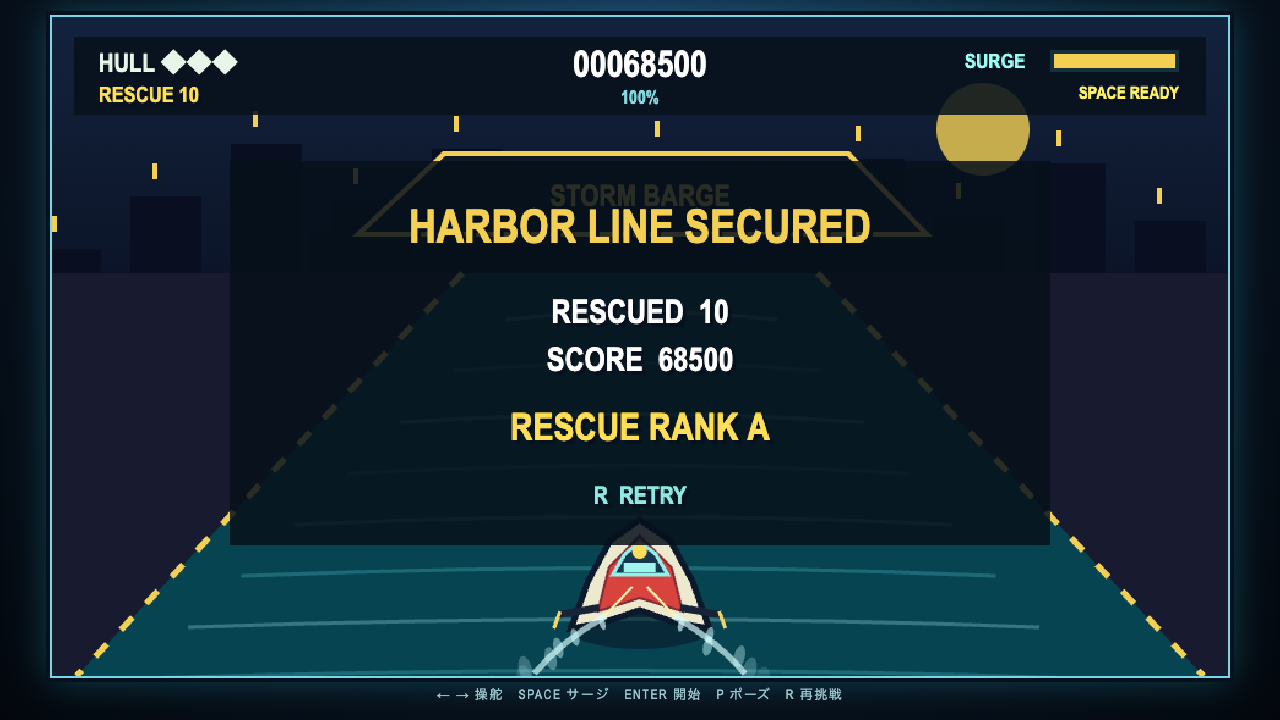 HULL
RESCUE 10
00068500
100%
SURGE
SPACE READY
STORM BARGE
HARBOR LINE SECURED
RESCUED 10
SCORE 68500
RESCUE RANK A
R RETRY
← → 操舵 SPACE サージ ENTER 開始 P ポーズ R 再挑戦